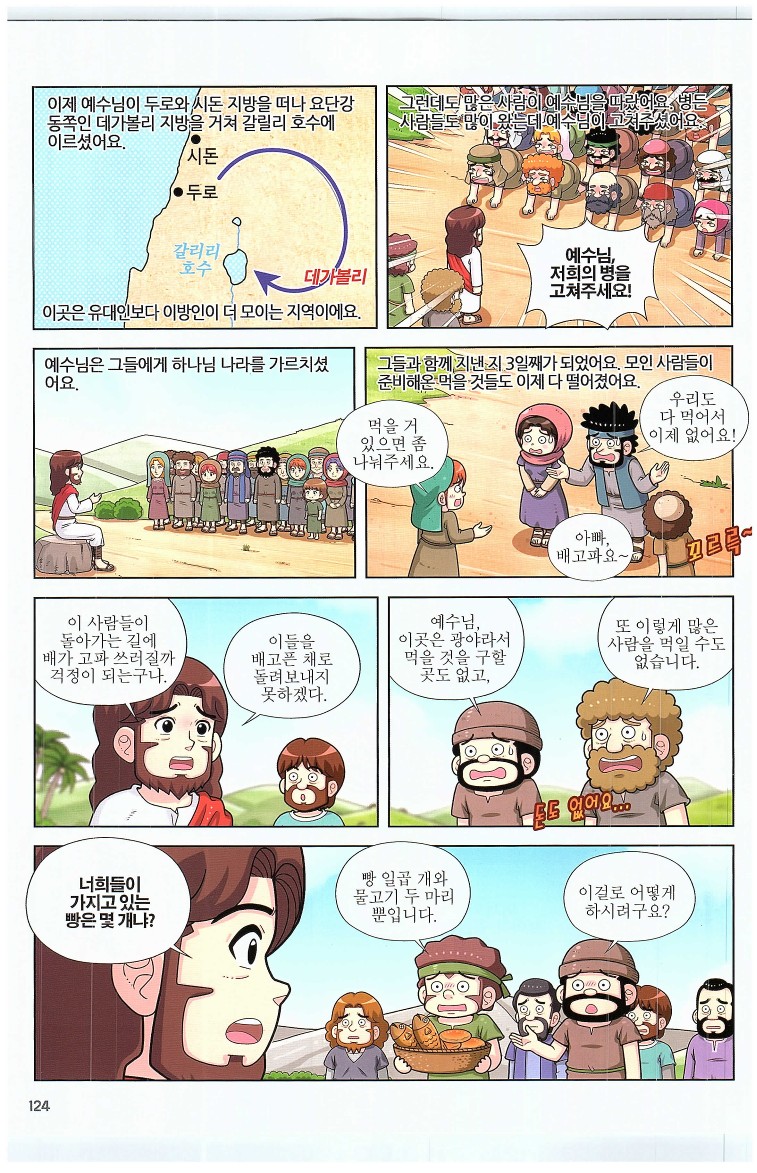 이제 예수님이 두로와 시돈 지방을 떠나 요단강
동쪽인 데가볼리 지방을 거쳐 갈릴리 호수에
이르셨어요.
시돈
두로
갈리리
호수
데가볼리
이곳은 유대인보다 이방인이 더 모이는 지역이에요.
그런데도 많은 사람이 예수님을 따랐어요. 병든
사람들도 많이 왔는데 예수님이 고쳐주셨어요.
예수님,
저희의 병을
고쳐주세요!
예수님은 그들에게 하나님 나라를 가르치셨
어요.
그들과 함께 지낸 지 3일째가 되었어요. 모인 사람들이
준비해온 먹을 것들도 이제 다 떨어졌어요.
먹을 거
있으면 좀
나눠주세요.
우리도
다 먹어서
이제 없어요!
아빠,
배고파요~
꼬르륵~
이 사람들이
돌아가는 길에
배가 고파 쓰러질까
걱정이 되는구나.
이들을
배고픈 채로
돌려보내지
못하겠다.
예수님,
이곳은 광야라서
먹을 것을 구할
곳도 없고,
또 이렇게 많은
사람을 먹일 수도
없습니다.
돈도 없어요...
너희들이
가지고 있는
빵은 몇 개냐?
빵 일곱 개와
물고기 두 마리
뿐입니다.
이걸로 어떻게
하시려구요?
124